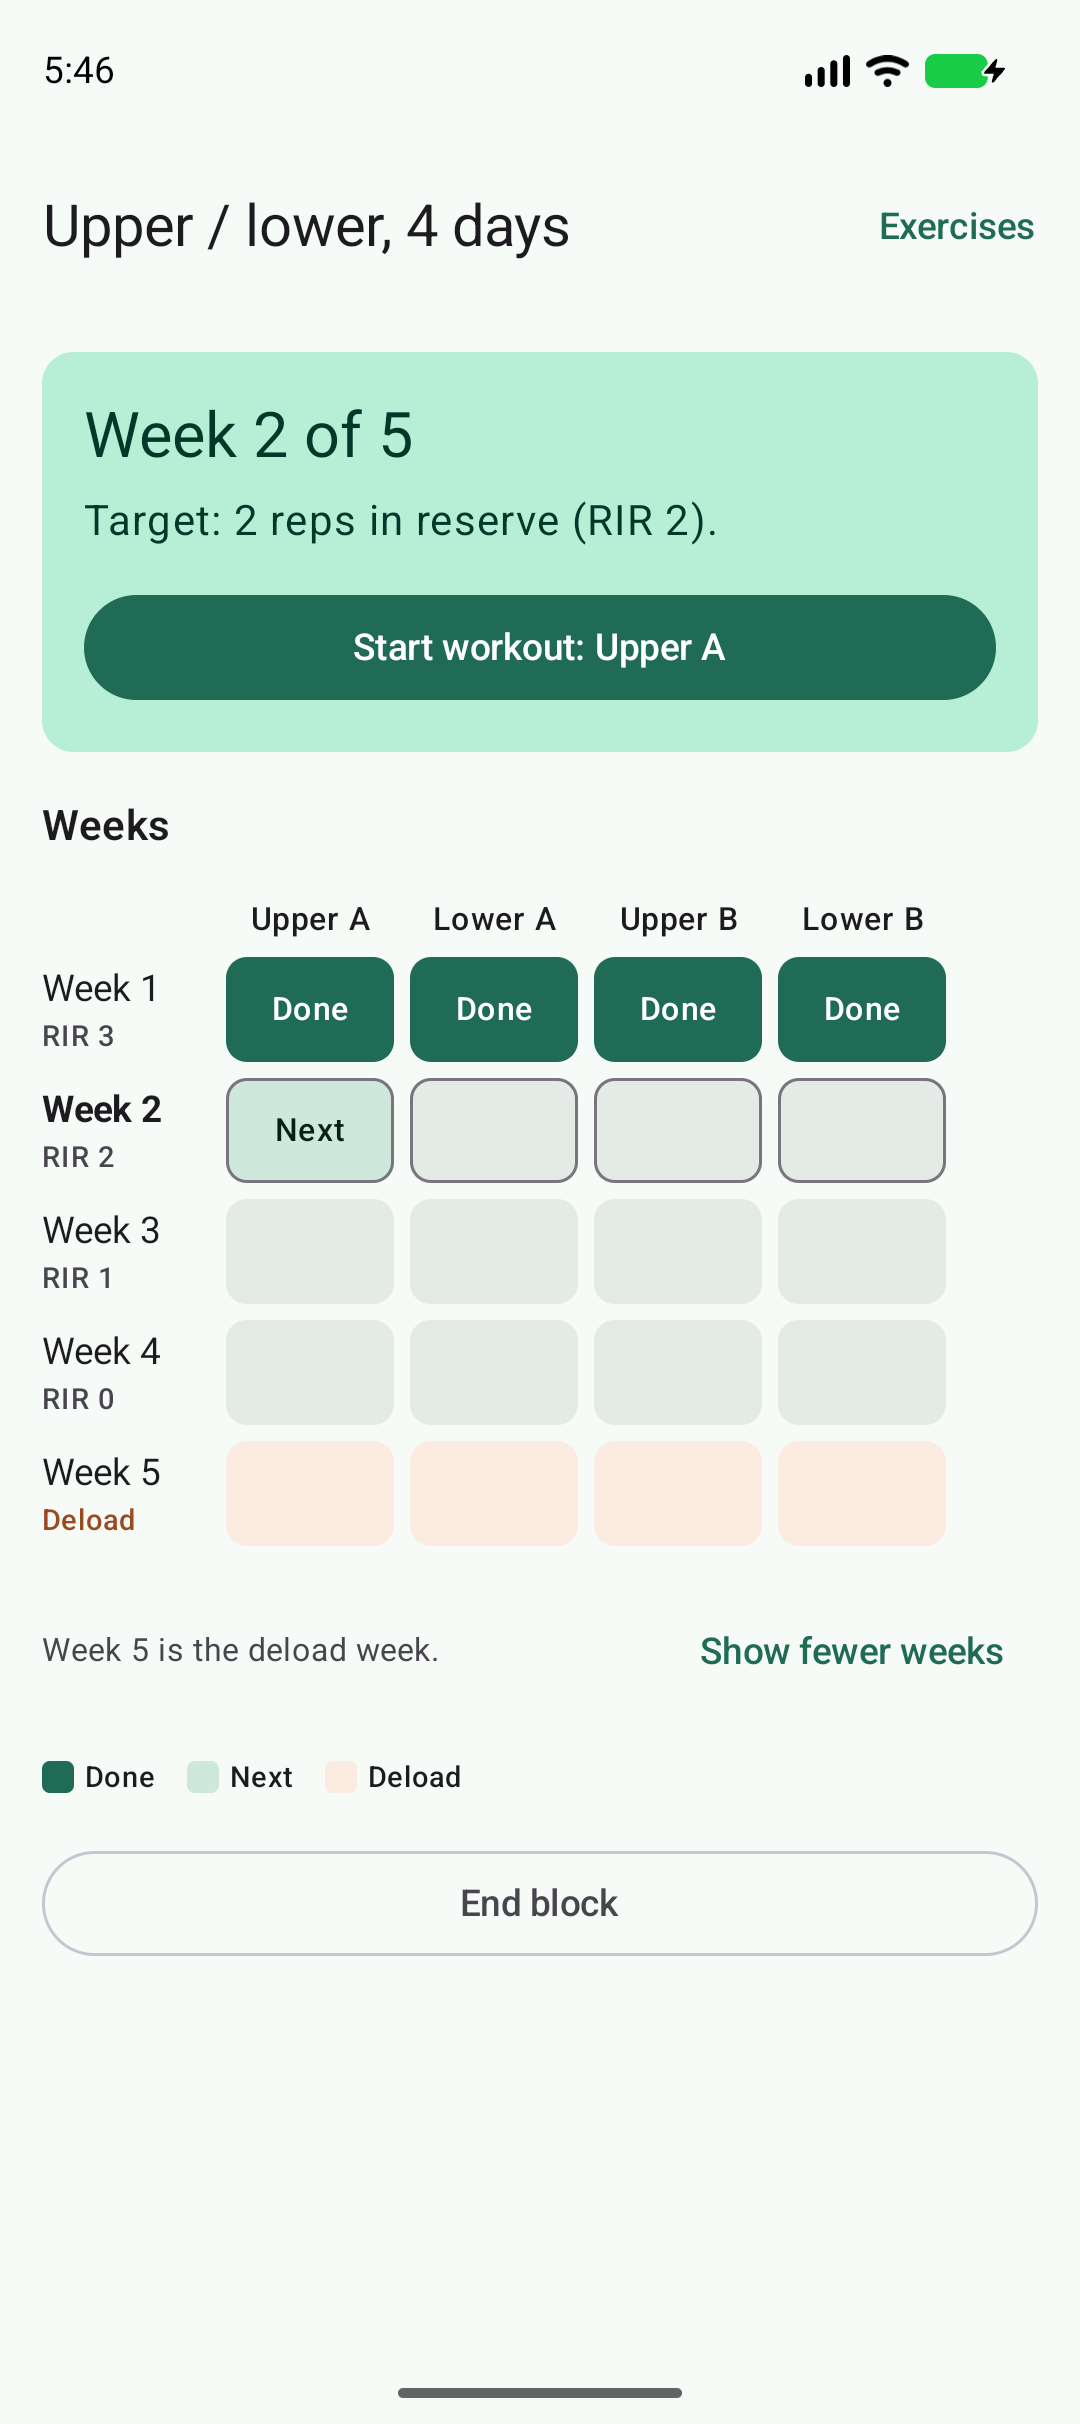 5:46
Upper / lower, 4 days
Exercises
Week 2 of 5
Target: 2 reps in reserve (RIR 2).
Start workout: Upper A
Weeks
Upper A Lower A Upper B Lower B
Week 1
RIR 3
Done Done Done Done
Week 2
RIR 2
Next
Week 3
RIR 1
Week 4
RIR 0
Week 5
Deload
Week 5 is the deload week.
Show fewer weeks
Done Next Deload
End block